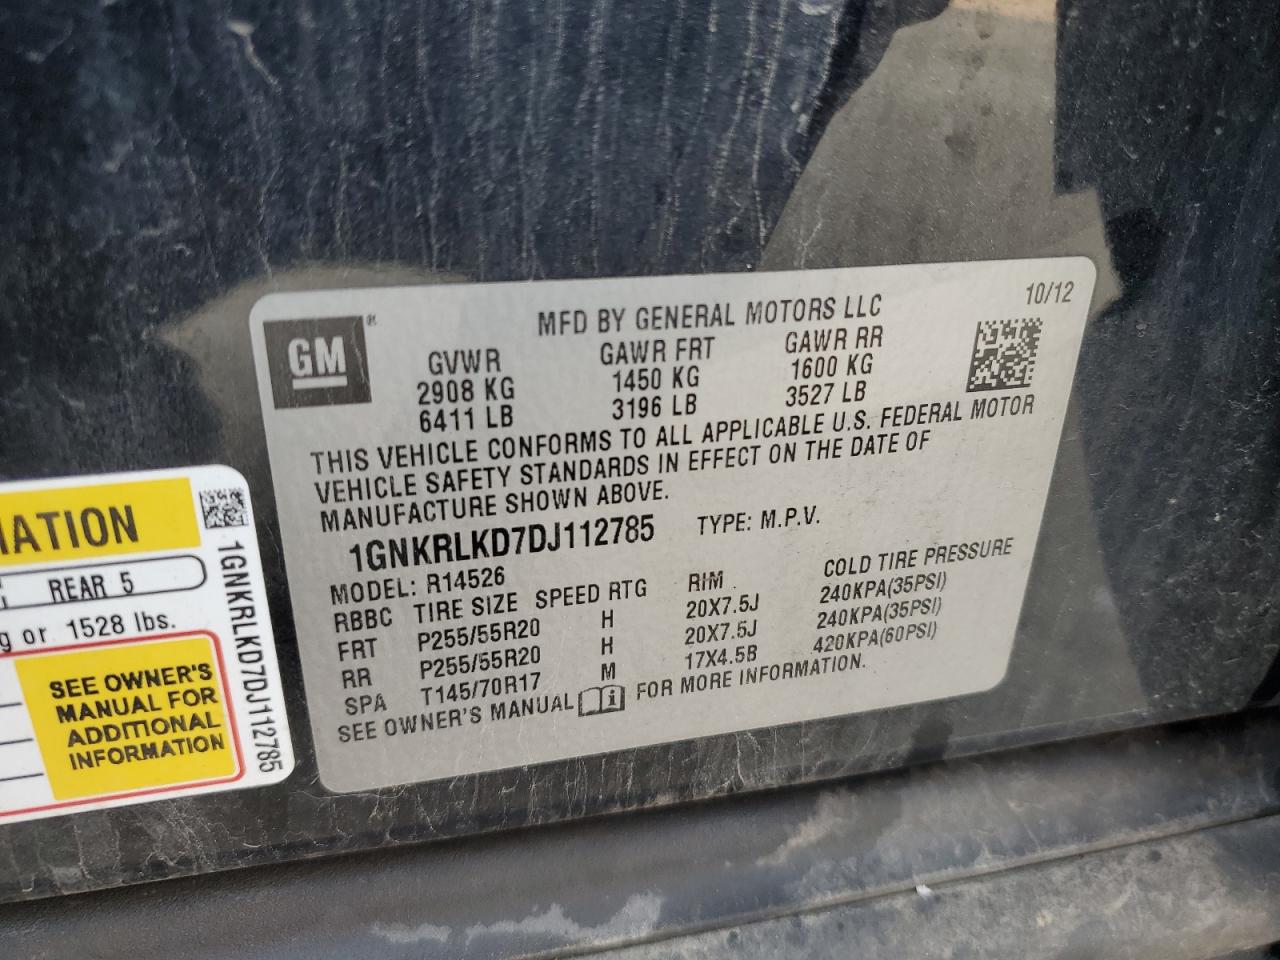 MFD BY GENERAL MOTORS LLC
10/12
GM®
GVWR GAWR FRT GAWR RR
2908 KG 1450 KG 1600 KG
6411 LB 3196 LB 3527 LB
THIS VEHICLE CONFORMS TO ALL APPLICABLE U.S. FEDERAL MOTOR
VEHICLE SAFETY STANDARDS IN EFFECT ON THE DATE OF
MANUFACTURE SHOWN ABOVE.
1GNKRLKD7DJ112785 TYPE: M.P.V.
MODEL: R14526
RBBC TIRE SIZE SPEED RTG RIM COLD TIRE PRESSURE
FRT P255/55R20 H 20X7.5J 240KPA(35PSI)
RR P255/55R20 H 20X7.5J 240KPA(35PSI)
SPA T145/70R17 M 17X4.5B 420KPA(60PSI)
SEE OWNER'S MANUAL FOR MORE INFORMATION.
REAR 5
g or 1528 lbs.
SEE OWNER'S
MANUAL FOR
ADDITIONAL
INFORMATION
1GNKRLKD7DJ112785